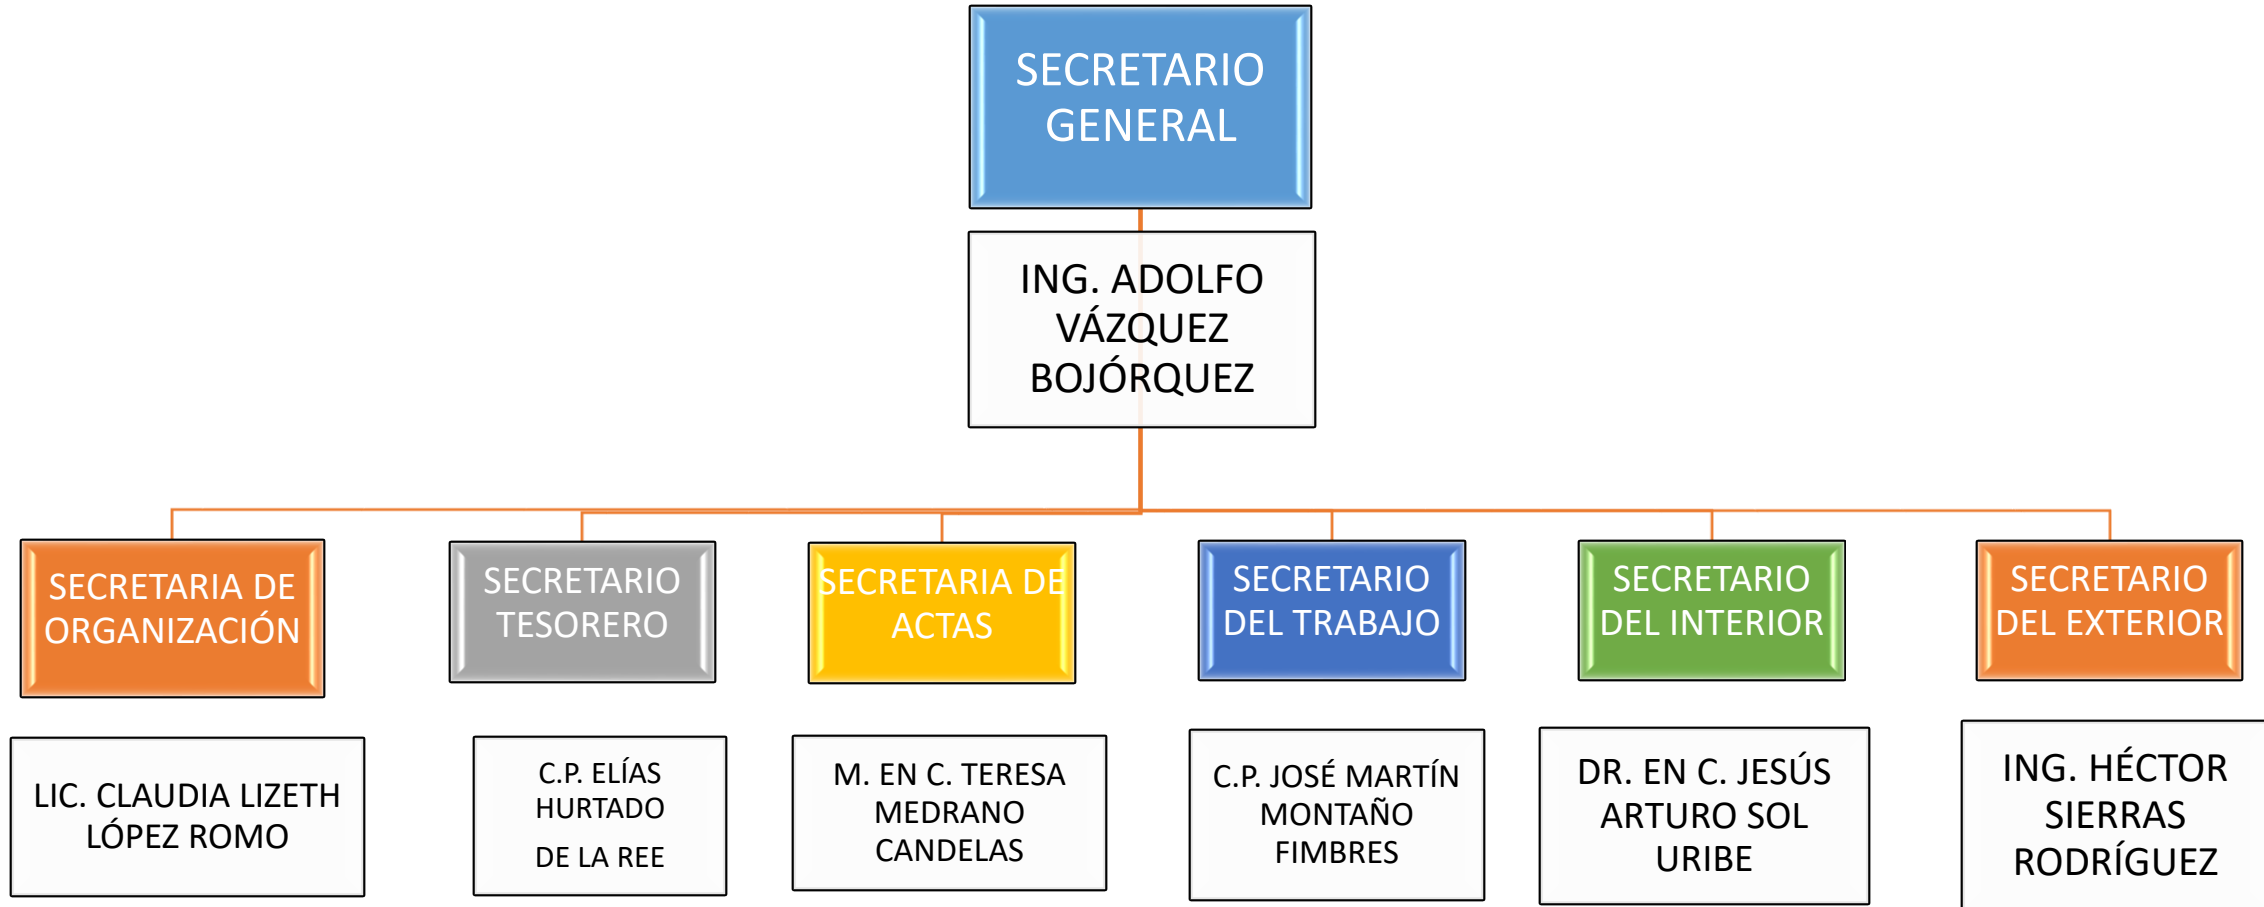 SECRETARIO
GENERAL
ING. ADOLFO
VÁZQUEZ
BOJÓRQUEZ
SECRETARIA DE
ORGANIZACIÓN
LIC. CLAUDIA LIZETH
LÓPEZ ROMO
SECRETARIO
TESORERO
C.P. ELÍAS
HURTADO
DE LA REE
SECRETARIA DE
ACTAS
M. EN C. TERESA
MEDRANO
CANDELAS
SECRETARIO
DEL TRABAJO
C.P. JOSÉ MARTÍN
MONTAÑO
FIMBRES
SECRETARIO
DEL INTERIOR
DR. EN C. JESÚS
ARTURO SOL
URIBE
SECRETARIO
DEL EXTERIOR
ING. HÉCTOR
SIERRAS
RODRÍGUEZ